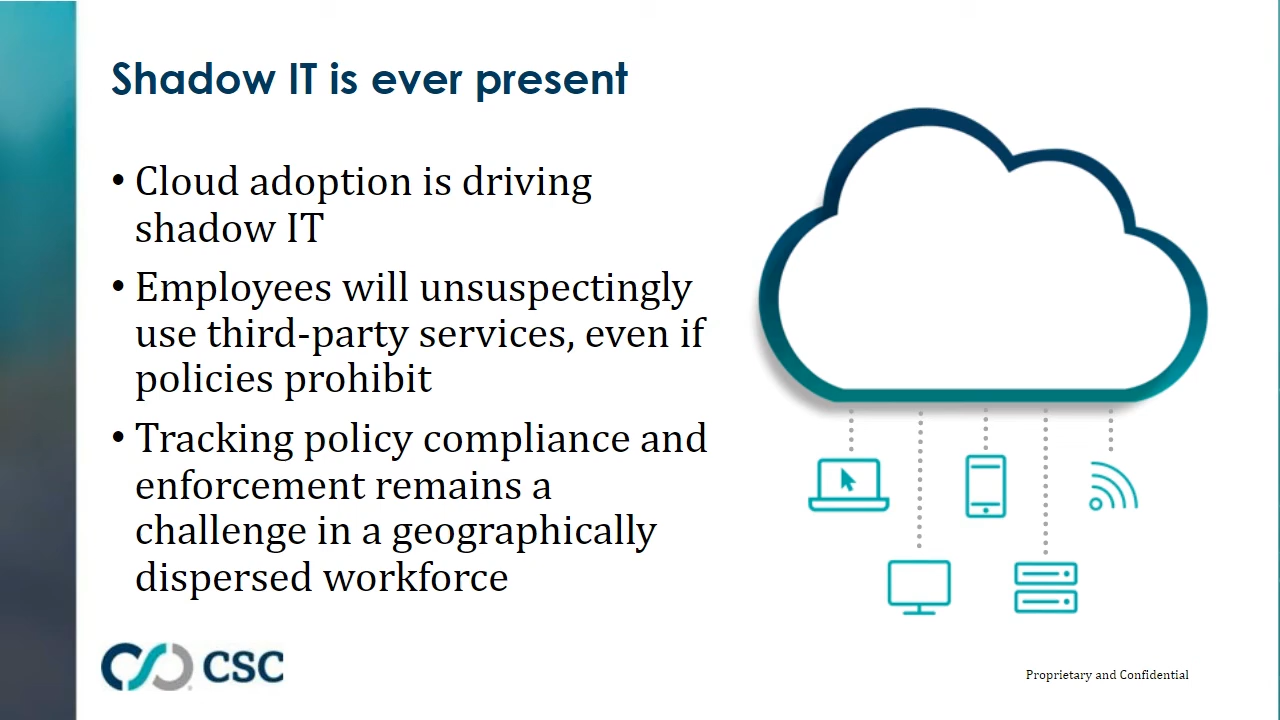 Shadow IT is ever present
• Cloud adoption is driving
shadow IT
• Employees will unsuspectingly
use third-party services, even if
policies prohibit
• Tracking policy compliance and
enforcement remains a
challenge in a geographically
dispersed workforce
CSC
Proprietary and Confidential